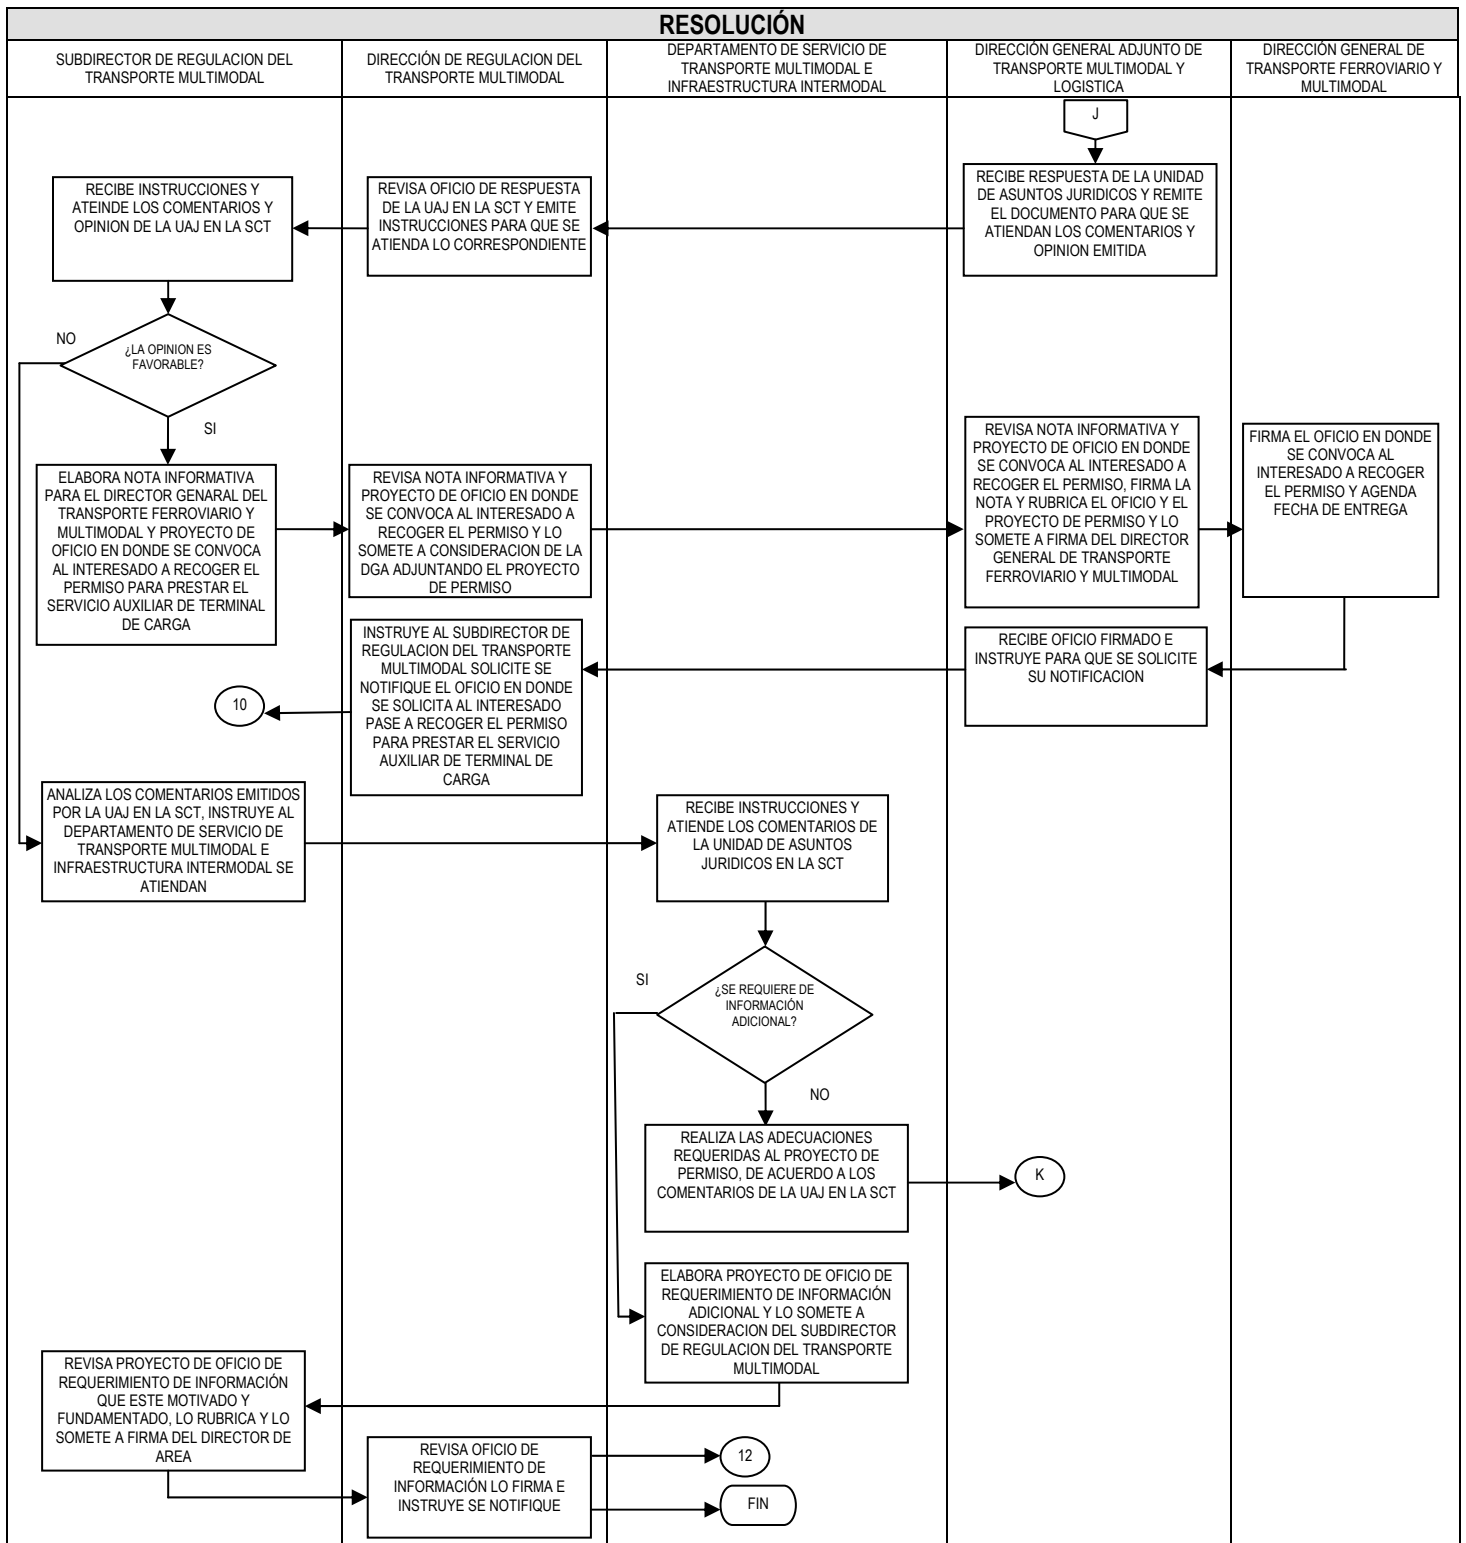 RESOLUCIÓN
SUBDIRECTOR DE REGULACION DEL
TRANSPORTE MULTIMODAL
DIRECCIÓN DE REGULACION DEL
TRANSPORTE MULTIMODAL
DEPARTAMENTO DE SERVICIO DE
TRANSPORTE MULTIMODAL E
INFRAESTRUCTURA INTERMODAL
DIRECCIÓN GENERAL ADJUNTO DE
TRANSPORTE MULTIMODAL Y
LOGISTICA
DIRECCIÓN GENERAL DE
TRANSPORTE FERROVIARIO Y
MULTIMODAL
J
RECIBE RESPUESTA DE LA UNIDAD
DE ASUNTOS JURIDICOS Y REMITE
EL DOCUMENTO PARA QUE SE
ATIENDAN LOS COMENTARIOS Y
OPINION EMITIDA
REVISA OFICIO DE RESPUESTA
DE LA UAJ EN LA SCT Y EMITE
INSTRUCCIONES PARA QUE SE
ATIENDA LO CORRESPONDIENTE
RECIBE INSTRUCCIONES Y
ATEINDE LOS COMENTARIOS Y
OPINION DE LA UAJ EN LA SCT
¿LA OPINION ES
FAVORABLE?
NO
SI
ELABORA NOTA INFORMATIVA
PARA EL DIRECTOR GENARAL DEL
TRANSPORTE FERROVIARIO Y
MULTIMODAL Y PROYECTO DE
OFICIO EN DONDE SE CONVOCA
AL INTERESADO A RECOGER EL
PERMISO PARA PRESTAR EL
SERVICIO AUXILIAR DE TERMINAL
DE CARGA
REVISA NOTA INFORMATIVA Y
PROYECTO DE OFICIO EN DONDE
SE CONVOCA AL INTERESADO A
RECOGER EL PERMISO Y LO
SOMETE A CONSIDERACION DE LA
DGA ADJUNTANDO EL PROYECTO
DE PERMISO
REVISA NOTA INFORMATIVA Y
PROYECTO DE OFICIO EN DONDE
SE CONVOCA AL INTERESADO A
RECOGER EL PERMISO, FIRMA LA
NOTA Y RUBRICA EL OFICIO Y EL
PROYECTO DE PERMISO Y LO
SOMETE A FIRMA DEL DIRECTOR
GENERAL DE TRANSPORTE
FERROVIARIO Y MULTIMODAL
FIRMA EL OFICIO EN DONDE
SE CONVOCA AL
INTERESADO A RECOGER
EL PERMISO Y AGENDA
FECHA DE ENTREGA
RECIBE OFICIO FIRMADO E
INSTRUYE PARA QUE SE SOLICITE
SU NOTIFICACION
INSTRUYE AL SUBDIRECTOR DE
REGULACION DEL TRANSPORTE
MULTIMODAL SOLICITE SE
NOTIFIQUE EL OFICIO EN DONDE
SE SOLICITA AL INTERESADO
PASE A RECOGER EL PERMISO
PARA PRESTAR EL SERVICIO
AUXILIAR DE TERMINAL DE
CARGA
10
ANALIZA LOS COMENTARIOS EMITIDOS
POR LA UAJ EN LA SCT, INSTRUYE AL
DEPARTAMENTO DE SERVICIO DE
TRANSPORTE MULTIMODAL E
INFRAESTRUCTURA INTERMODAL SE
ATIENDAN
RECIBE INSTRUCCIONES Y
ATIENDE LOS COMENTARIOS DE
LA UNIDAD DE ASUNTOS
JURIDICOS EN LA SCT
SI
¿SE REQUIERE DE
INFORMACIÓN
ADICIONAL?
NO
REALIZA LAS ADECUACIONES
REQUERIDAS AL PROYECTO DE
PERMISO, DE ACUERDO A LOS
COMENTARIOS DE LA UAJ EN LA SCT
K
ELABORA PROYECTO DE OFICIO DE
REQUERIMIENTO DE INFORMACIÓN
ADICIONAL Y LO SOMETE A
CONSIDERACION DEL SUBDIRECTOR
DE REGULACION DEL TRANSPORTE
MULTIMODAL
REVISA PROYECTO DE OFICIO DE
REQUERIMIENTO DE INFORMACIÓN
QUE ESTE MOTIVADO Y
FUNDAMENTADO, LO RUBRICA Y LO
SOMETE A FIRMA DEL DIRECTOR DE
AREA
REVISA OFICIO DE
REQUERIMIENTO DE
INFORMACIÓN LO FIRMA E
INSTRUYE SE NOTIFIQUE
12
FIN